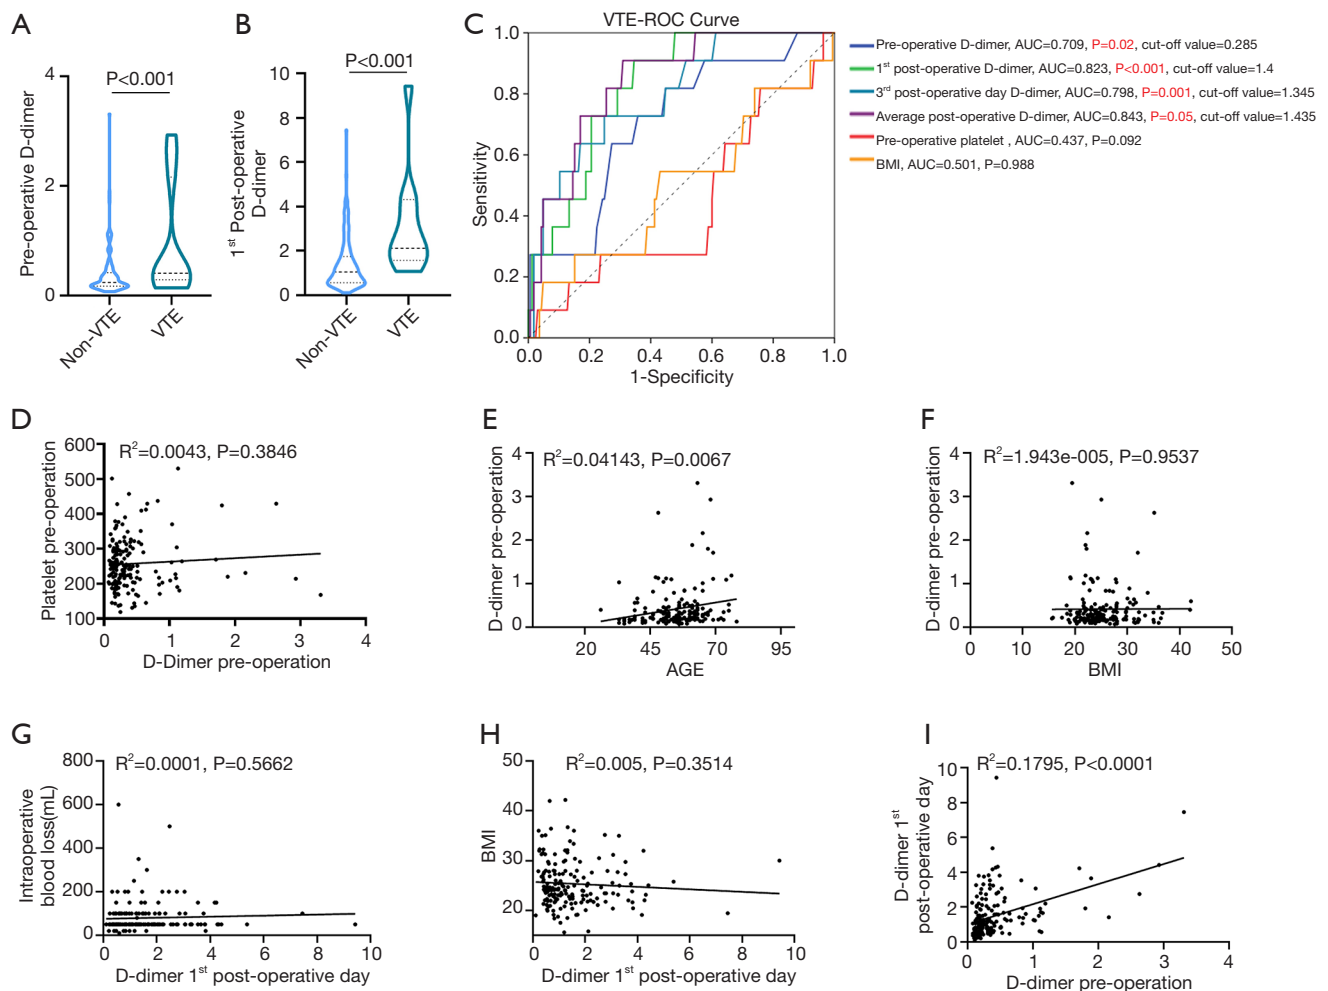 A
Pre-operative D-dimer
4
2
0
P<0.001
Non-VTE
VTE
B
1st Post-operative
D-dimer
10
8
6
4
2
0
P<0.001
Non-VTE
VTE
C
VTE-ROC Curve
Sensitivity
1.0
0.8
0.6
0.4
0.2
0.0
0.0 0.2 0.4 0.6 0.8 1.0
1-Specificity
Pre-operative D-dimer, AUC=0.709, P=0.02, cut-off value=0.285
1st post-operative D-dimer, AUC=0.823, P<0.001, cut-off value=1.4
3rd post-operative day D-dimer, AUC=0.798, P=0.001, cut-off value=1.345
Average post-operative D-dimer, AUC=0.843, P=0.05, cut-off value=1.435
Pre-operative platelet , AUC=0.437, P=0.092
BMI, AUC=0.501, P=0.988
D
Platelet pre-operation
600
500
400
300
200
100
R2=0.0043, P=0.3846
0 1 2 3 4
D-Dimer pre-operation
E
D-dimer pre-operation
4
3
2
1
0
R2=0.04143, P=0.0067
20 45 70 95
AGE
F
D-dimer pre-operation
4
3
2
1
0
R2=1.943e-005, P=0.9537
0 10 20 30 40 50
BMI
G
Intraoperative
blood loss(mL)
800
600
400
200
0
R2=0.0001, P=0.5662
0 2 4 6 8 10
D-dimer 1st post-operative day
H
BMI
50
40
30
20
R2=0.005, P=0.3514
0 2 4 6 8 10
D-dimer 1st post-operative day
I
D-dimer 1st
post-operative day
10
8
6
4
2
0
R2=0.1795, P<0.0001
0 1 2 3 4
D-dimer pre-operation